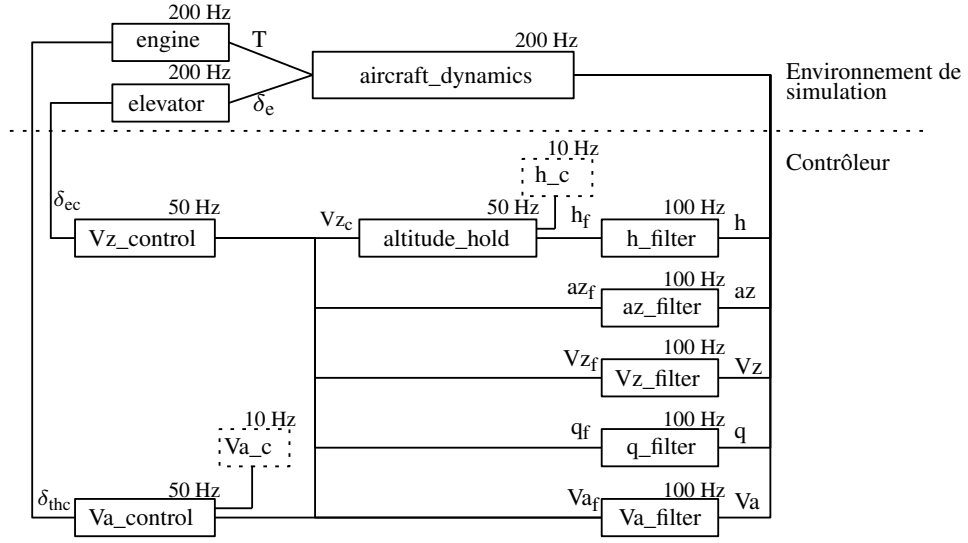 200 Hz
engine
T
200 Hz
elevator
δe
200 Hz
aircraft_dynamics
Environnement de
simulation
Contrôleur
10 Hz
h_c
δec
50 Hz
Vz_control
Vzc
50 Hz
altitude_hold
hf
100 Hz
h_filter
h
azf
100 Hz
az_filter
az
Vzf
100 Hz
Vz_filter
Vz
10 Hz
Va_c
qf
100 Hz
q_filter
q
δthc
50 Hz
Va_control
Vaf
100 Hz
Va_filter
Va